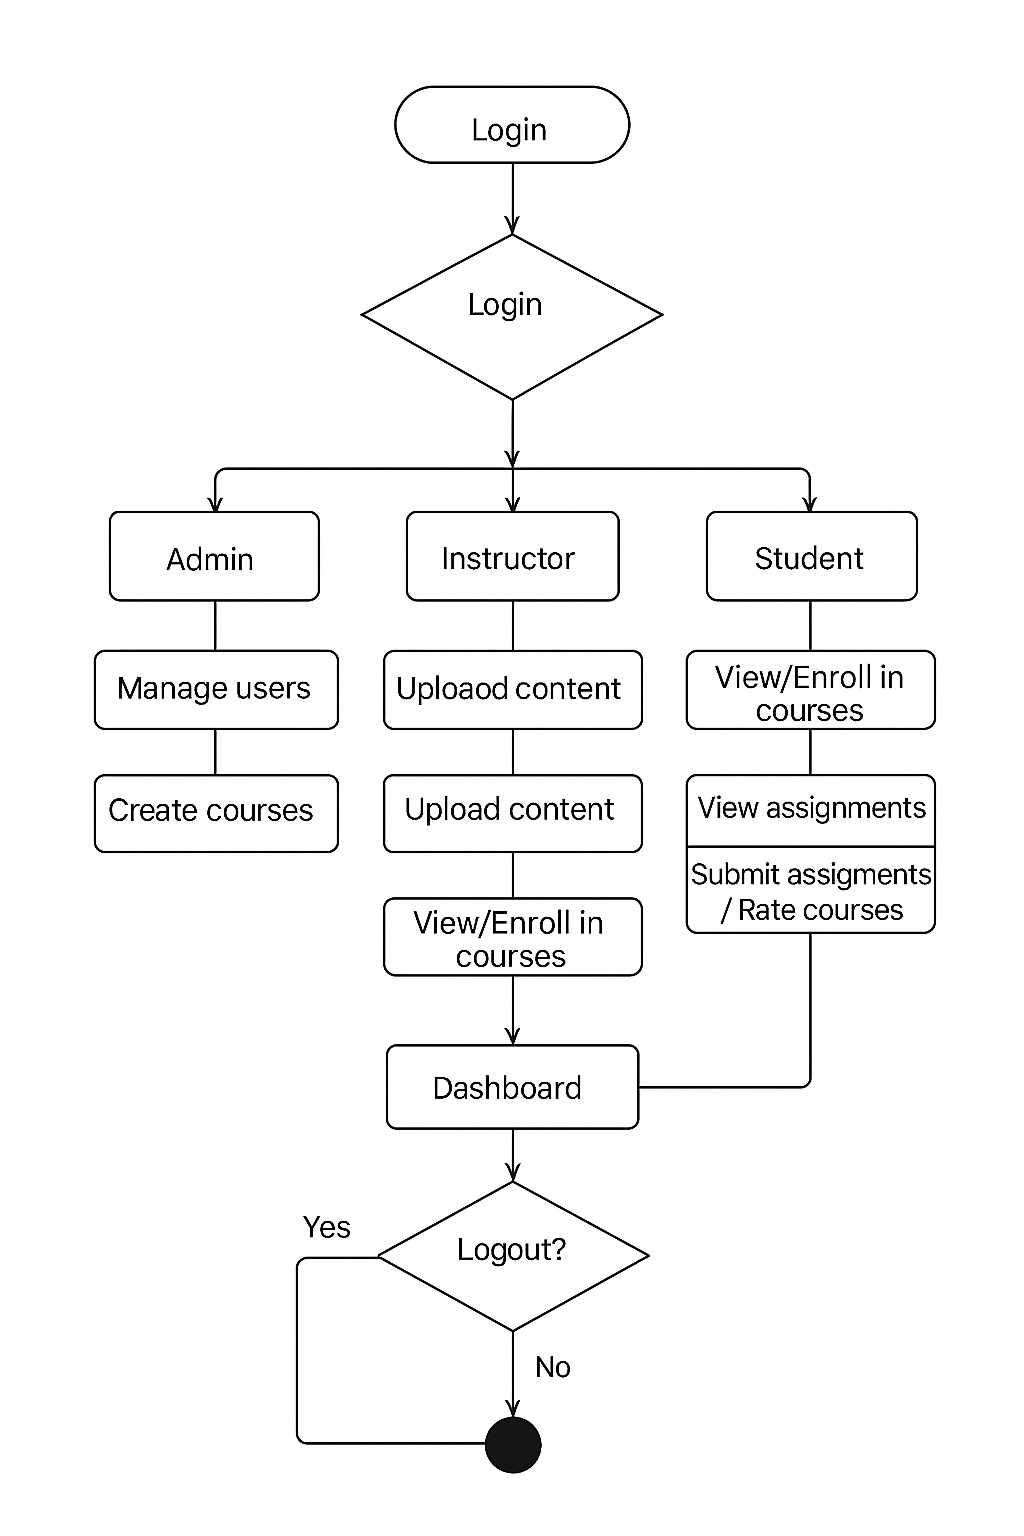 Login
Login
Admin
Instructor
Student
Manage users
Uploaod content
View/Enroll in
courses
Create courses
Upload content
View assignments
Submit assigments
/ Rate courses
View/Enroll in
courses
Dashboard
Yes
Logout?
No